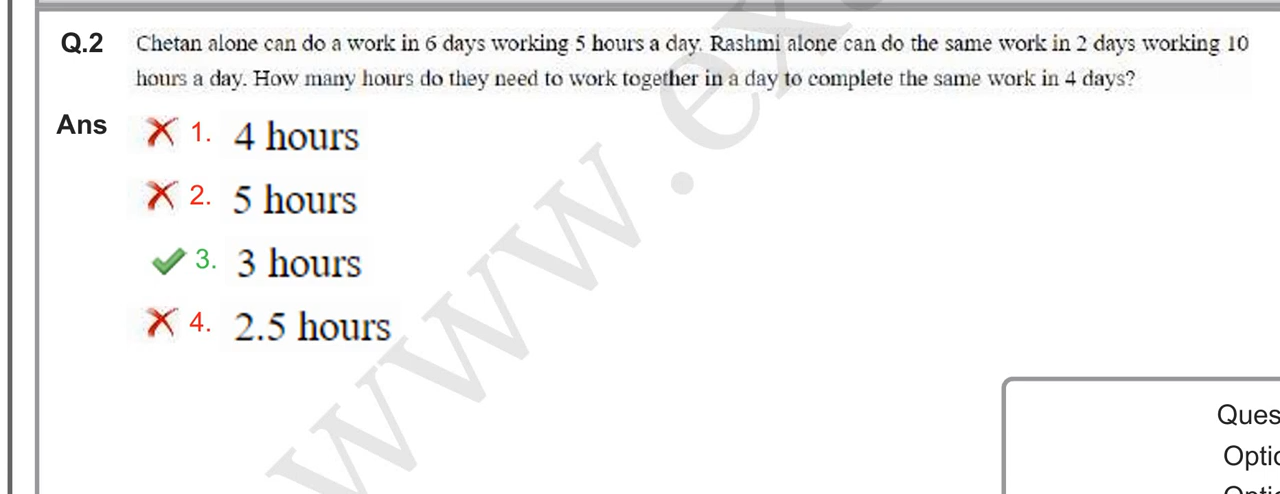 Q.2 Chetan alone can do a work in 6 days working 5 hours a day. Rashmi alone can do the same work in 2 days working 10
hours a day. How many hours do they need to work together in a day to complete the same work in 4 days?
Ans 1. 4 hours
2. 5 hours
3. 3 hours
4. 2.5 hours
www.ex
Ques
Optic